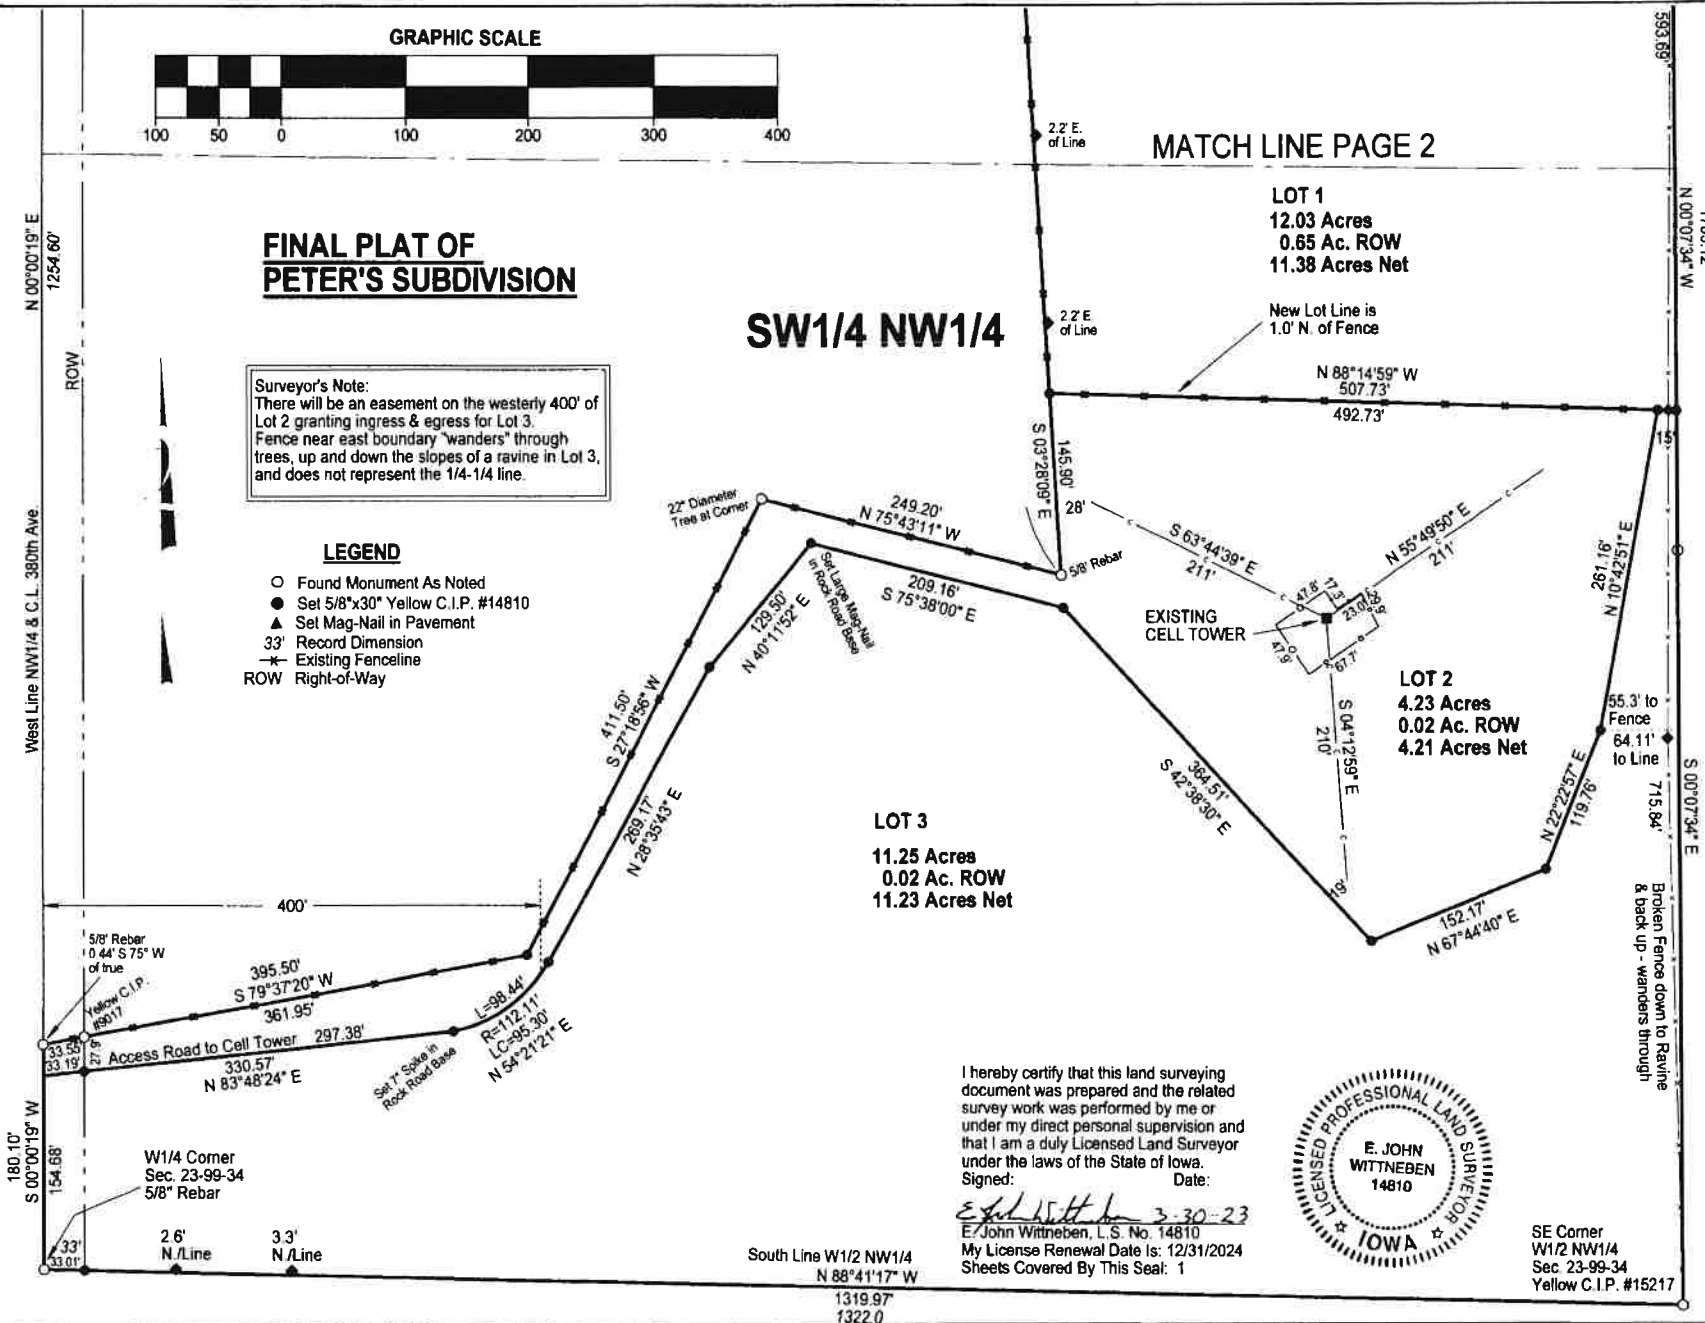 GRAPHIC SCALE
100 50 0 100 200 300 400
593.69'
2.2' E.
of Line
MATCH LINE PAGE 2
LOT 1
12.03 Acres
0.65 Ac. ROW
11.38 Acres Net
N 00°07'34" W
N 00°00'19" E
1254.60'
ROW
FINAL PLAT OF
PETER'S SUBDIVISION
SW1/4 NW1/4
2.2' E.
of Line
New Lot Line is
1.0' N. of Fence
N 88°14'59" W
507.73'
492.73'
15'
Surveyor's Note:
There will be an easement on the westerly 400' of
Lot 2 granting ingress & egress for Lot 3.
Fence near east boundary "wanders" through
trees, up and down the slopes of a ravine in Lot 3,
and does not represent the 1/4-1/4 line.
22" Diameter
Tree at Corner
249.20'
N 75°43'11" W
S 03°28'09" E
145.90'
28'
5/8' Rebar
S 63°44'39" E
211'
N 55°49'50" E
211'
N 10°42'51" E
261.16'
LEGEND
Found Monument As Noted
Set 5/8"x30" Yellow C.I.P. #14810
Set Mag-Nail in Pavement
33' Record Dimension
Existing Fenceline
ROW Right-of-Way
Set Large Mag-Nail
in Rock Road Base
209.16'
S 75°38'00" E
129.50'
N 40°11'52" E
47.8'
17.3'
23.0'
29.9'
47.9'
67.7'
EXISTING
CELL TOWER
West Line NW1/4 & C.L. 380th Ave.
411.50'
S 27°18'56" W
269.17'
N 28°35'43" E
364.51'
S 42°38'30" E
S 04°12'59" E
210'
19'
LOT 2
4.23 Acres
0.02 Ac. ROW
4.21 Acres Net
55.3' to
Fence
64.11'
to Line
N 22°22'57" E
119.76'
715.84'
S 00°07'34" E
LOT 3
11.25 Acres
0.02 Ac. ROW
11.23 Acres Net
400'
152.17'
N 67°44'40" E
Broken Fence down to Ravine
& back up - wanders through
5/8' Rebar
0.44' S 75° W
of true
Yellow C.I.P.
#9017
395.50'
S 79°37'20" W
361.95'
33.55'
33.19'
27.9'
Access Road to Cell Tower 297.38'
330.57'
N 83°48'24" E
L=98.44'
R=112.11'
LC=95.30'
N 54°21'21" E
Set 7" Spike in
Rock Road Base
180.10'
S 00°00'19" W
154.68'
W1/4 Corner
Sec. 23-99-34
5/8" Rebar
33'
33.01'
2.6'
N./Line
3.3'
N./Line
I hereby certify that this land surveying
document was prepared and the related
survey work was performed by me or
under my direct personal supervision and
that I am a duly Licensed Land Surveyor
under the laws of the State of Iowa.
Signed: Date:
E John Wittneben 3-30-23
E. John Wittneben, L.S. No. 14810
My License Renewal Date Is: 12/31/2024
Sheets Covered By This Seal: 1
LICENSED PROFESSIONAL LAND SURVEYOR
E. JOHN
WITTNEBEN
14810
IOWA
South Line W1/2 NW1/4
N 88°41'17" W
1319.97'
1322.0
SE Corner
W1/2 NW1/4
Sec. 23-99-34
Yellow C.I.P. #15217